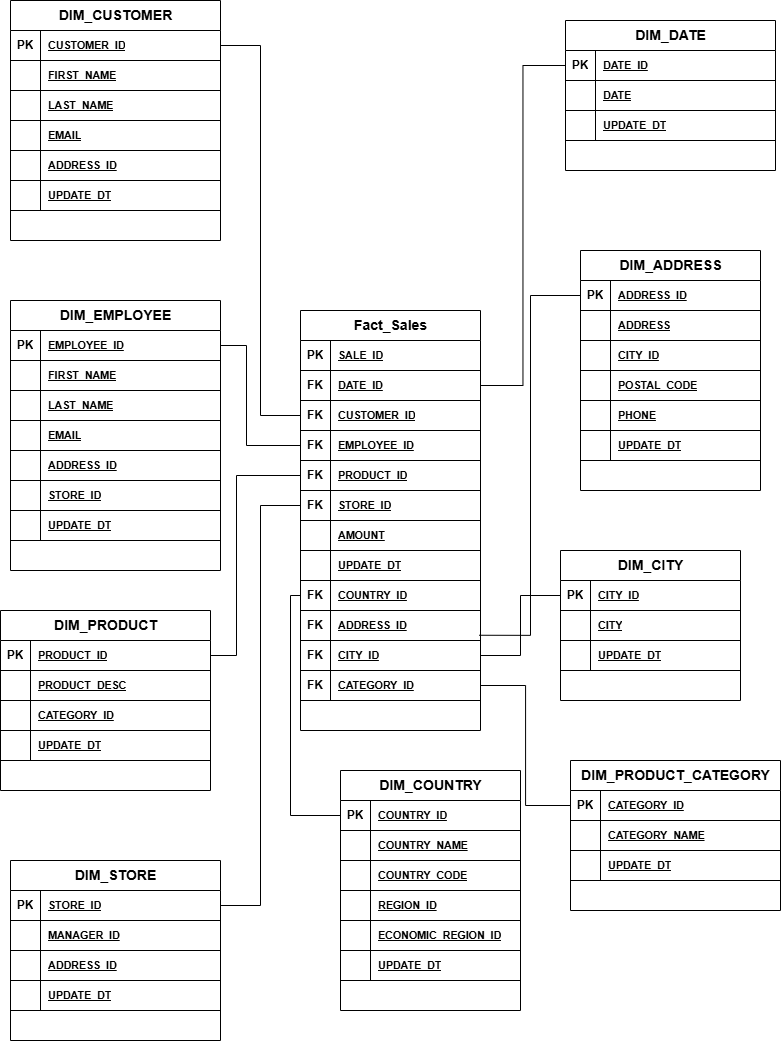 DIM_CUSTOMER
PK CUSTOMER_ID
FIRST_NAME
LAST_NAME
EMAIL
ADDRESS_ID
UPDATE_DT
DIM_DATE
PK DATE_ID
DATE
UPDATE_DT
DIM_EMPLOYEE
PK EMPLOYEE_ID
FIRST_NAME
LAST_NAME
EMAIL
ADDRESS_ID
STORE_ID
UPDATE_DT
Fact_Sales
PK SALE_ID
FK DATE_ID
FK CUSTOMER_ID
FK EMPLOYEE_ID
FK PRODUCT_ID
FK STORE_ID
AMOUNT
UPDATE_DT
FK COUNTRY_ID
FK ADDRESS_ID
FK CITY_ID
FK CATEGORY_ID
DIM_ADDRESS
PK ADDRESS_ID
ADDRESS
CITY_ID
POSTAL_CODE
PHONE
UPDATE_DT
DIM_CITY
PK CITY_ID
CITY
UPDATE_DT
DIM_PRODUCT
PK PRODUCT_ID
PRODUCT_DESC
CATEGORY_ID
UPDATE_DT
DIM_COUNTRY
PK COUNTRY_ID
COUNTRY_NAME
COUNTRY_CODE
REGION_ID
ECONOMIC_REGION_ID
UPDATE_DT
DIM_PRODUCT_CATEGORY
PK CATEGORY_ID
CATEGORY_NAME
UPDATE_DT
DIM_STORE
PK STORE_ID
MANAGER_ID
ADDRESS_ID
UPDATE_DT